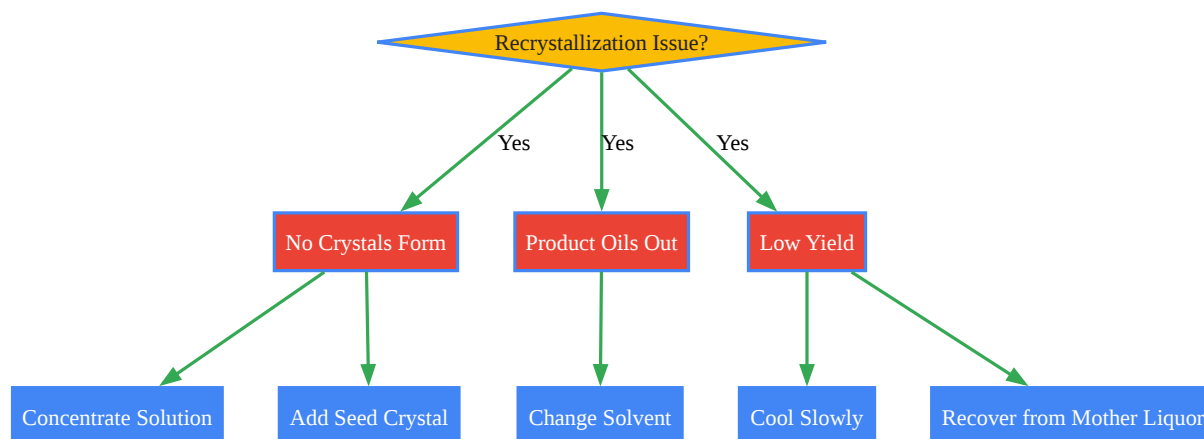 Recrystallization Issue?
Yes
Yes
Yes
No Crystals Form
Product Oils Out
Low Yield
Concentrate Solution
Add Seed Crystal
Change Solvent
Cool Slowly
Recover from Mother Liquor